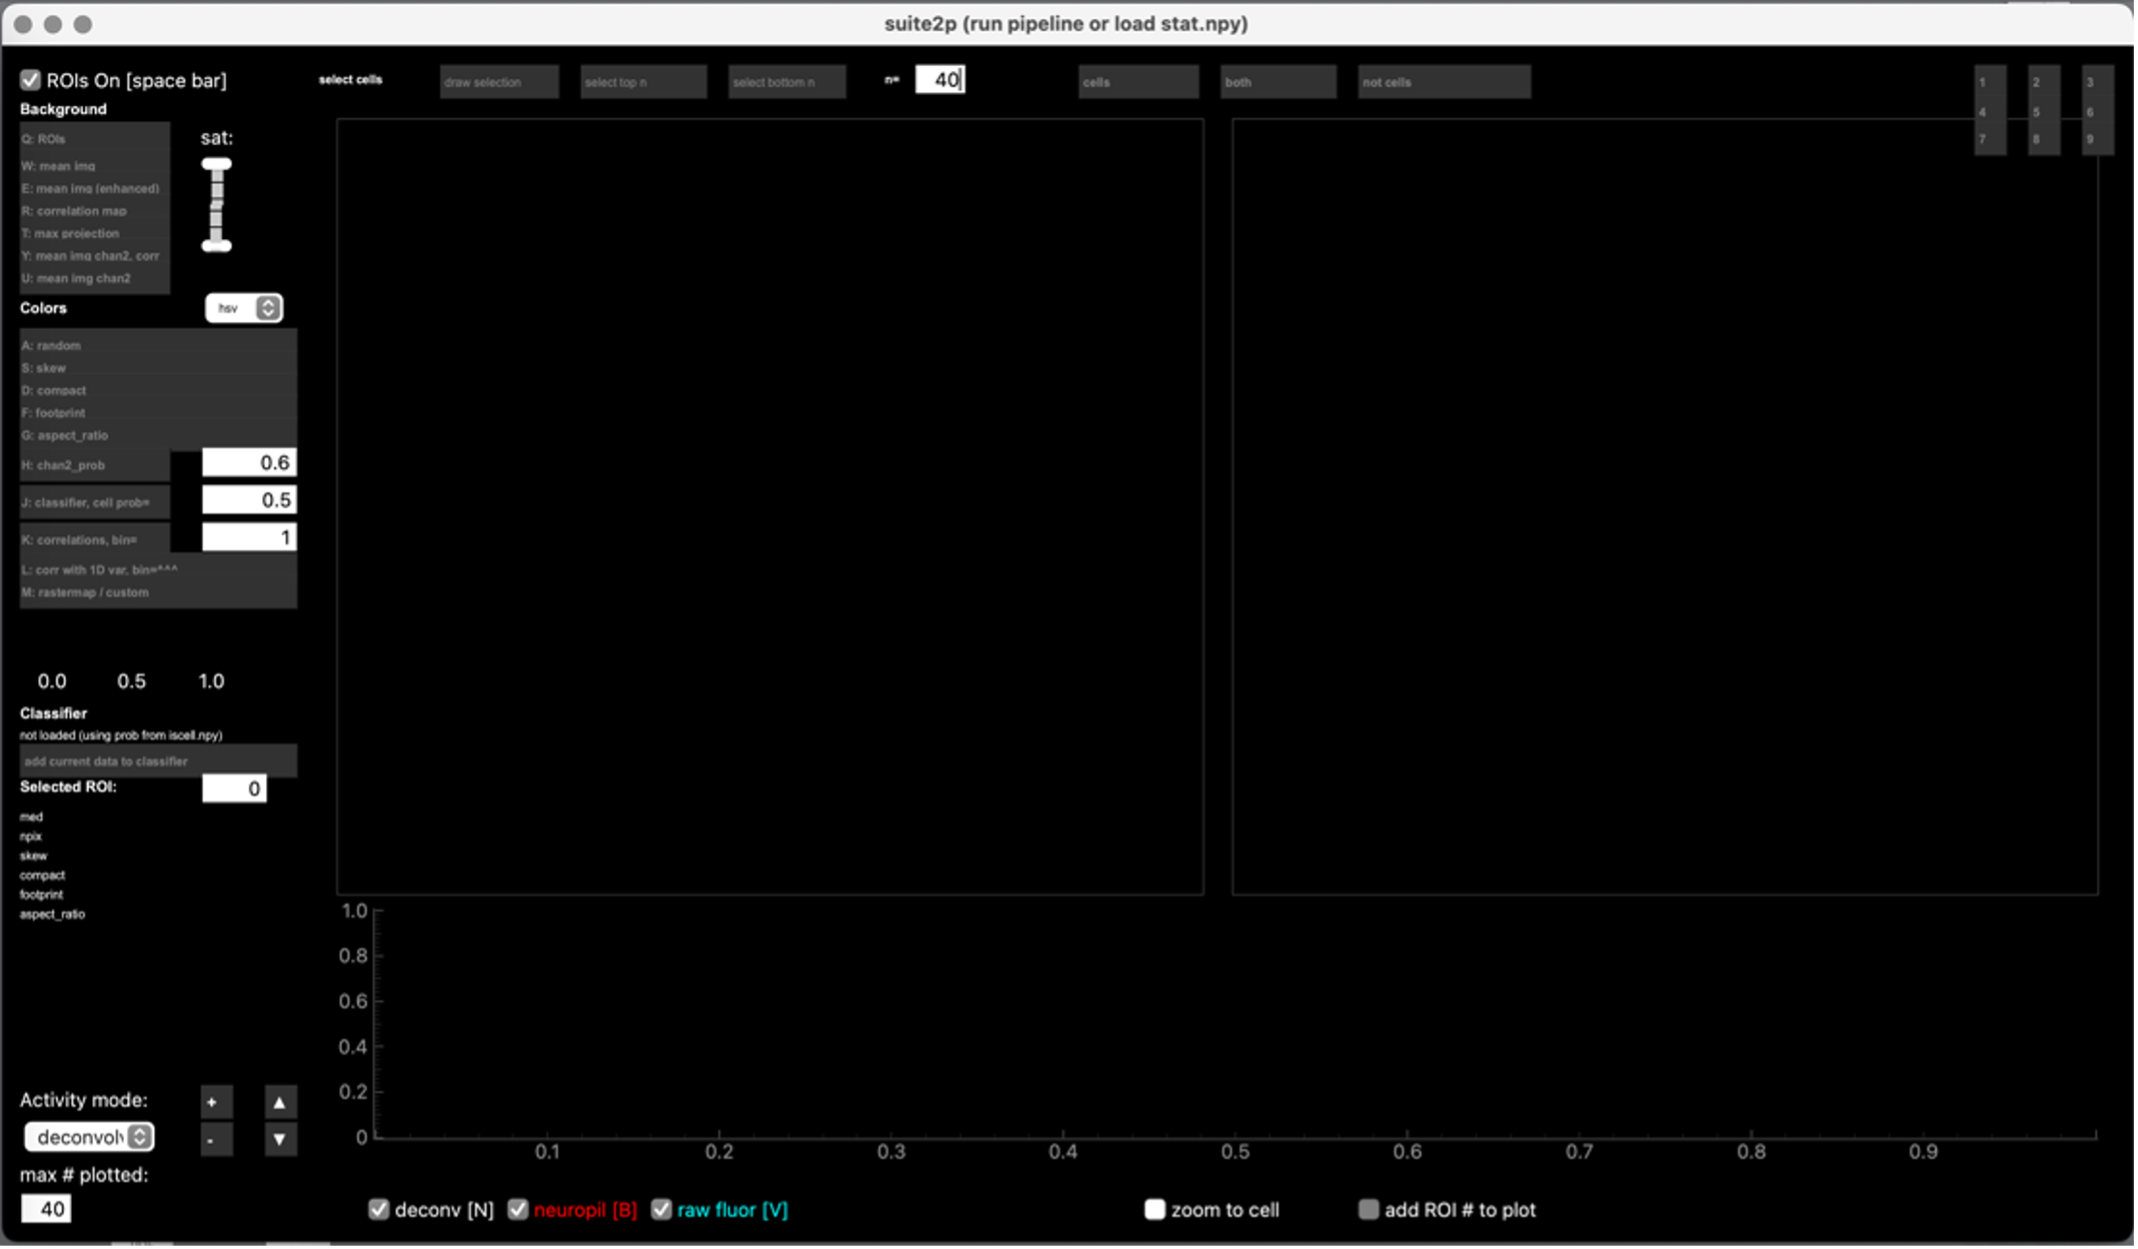 suite2p (run pipeline or load stat.npy)
ROIs On [space bar]
select cells
draw selection
select top n
select bottom n
n=
40
cells
both
not cells
1 2 3
4 5 6
7 8 9
Background
Q: ROIs
W: mean img
E: mean img (enhanced)
R: correlation map
T: max projection
Y: mean img chan2, corr
U: mean img chan2
sat:
Colors
hsv
A: random
S: skew
D: compact
F: footprint
G: aspect_ratio
H: chan2_prob
0.6
J: classifier, cell prob=
0.5
K: correlations, bin=
1
L: corr with 1D var, bin=^^^
M: rastermap / custom
0.0 0.5 1.0
Classifier
not loaded (using prob from iscell.npy)
add current data to classifier
Selected ROI:
0
med
npix
skew
compact
footprint
aspect_ratio
1.0
0.8
0.6
0.4
0.2
0
0.1 0.2 0.3 0.4 0.5 0.6 0.7 0.8 0.9
Activity mode:
+
▲
deconvol
-
▼
max # plotted:
40
deconv [N]
neuropil [B]
raw fluor [V]
zoom to cell
add ROI # to plot